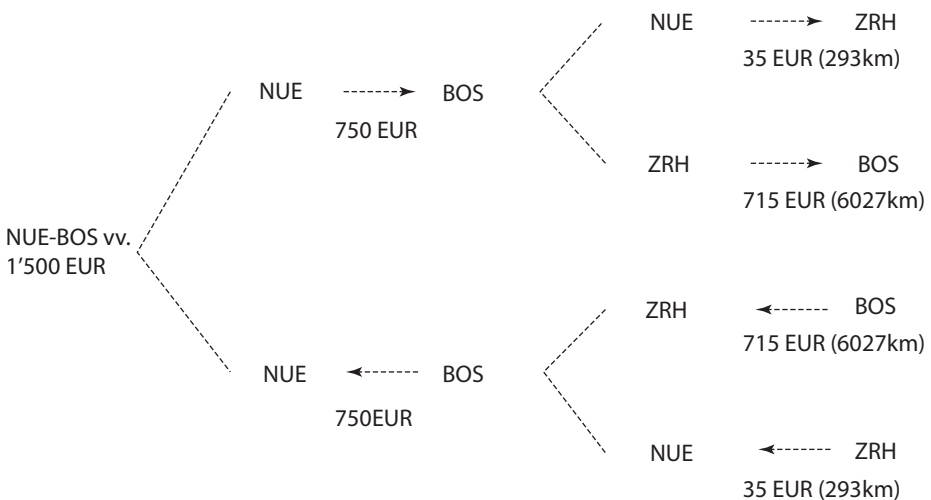 NUE ZRH
35 EUR (293km)
NUE BOS
750 EUR
ZRH BOS
715 EUR (6027km)
NUE-BOS vv.
1'500 EUR
ZRH BOS
715 EUR (6027km)
NUE BOS
750EUR
NUE ZRH
35 EUR (293km)